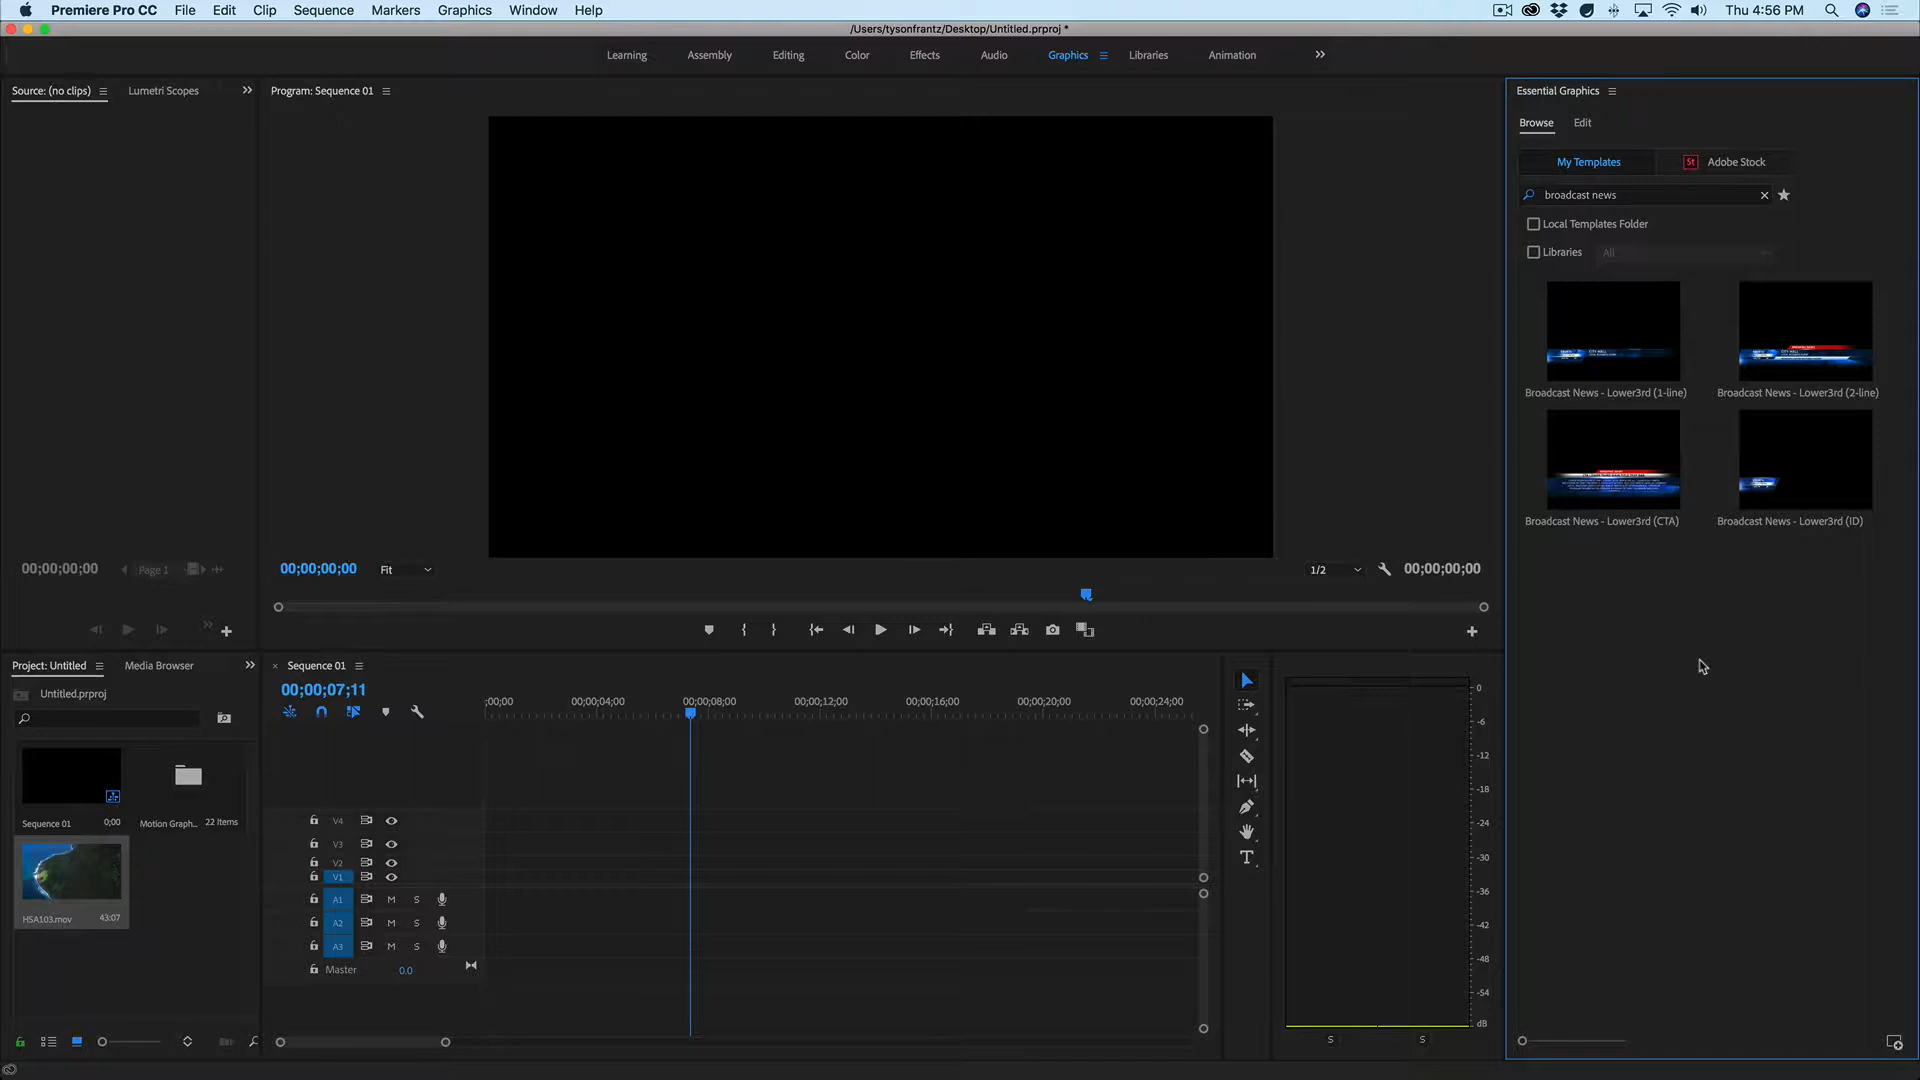 Premiere Pro CC File Edit Clip Sequence Markers Graphics Window Help Thu 4:56 PM
/Users/tysonfrantz/Desktop/Untitled.prproj *
Learning Assembly Editing Color Effects Audio Graphics Libraries Animation
Source: (no clips) Lumetri Scopes
Program: Sequence 01
Essential Graphics
Browse Edit
My Templates St Adobe Stock
broadcast news
Local Templates Folder
Libraries All
Broadcast News - Lower3rd (1-line) Broadcast News - Lower3rd (2-line)
Broadcast News - Lower3rd (CTA) Broadcast News - Lower3rd (ID)
00;00;00;00 Page 1
00;00;00;00 Fit 1/2 00;00;00;00
Project: Untitled Media Browser
Untitled.prproj
Sequence 01 0;00 Motion Graph... 22 Items
HSA103.mov 43:07
Sequence 01
00;00;07;11
;00;00 00;00;04;00 00;00;08;00 00;00;12;00 00;00;16;00 00;00;20;00 00;00;24;00
V4
V3
V2
V1
A1 M S
A2 M S
A3 M S
Master 0.0
0
-6
-12
-18
-24
-30
-36
-42
-48
-54
dB
S S